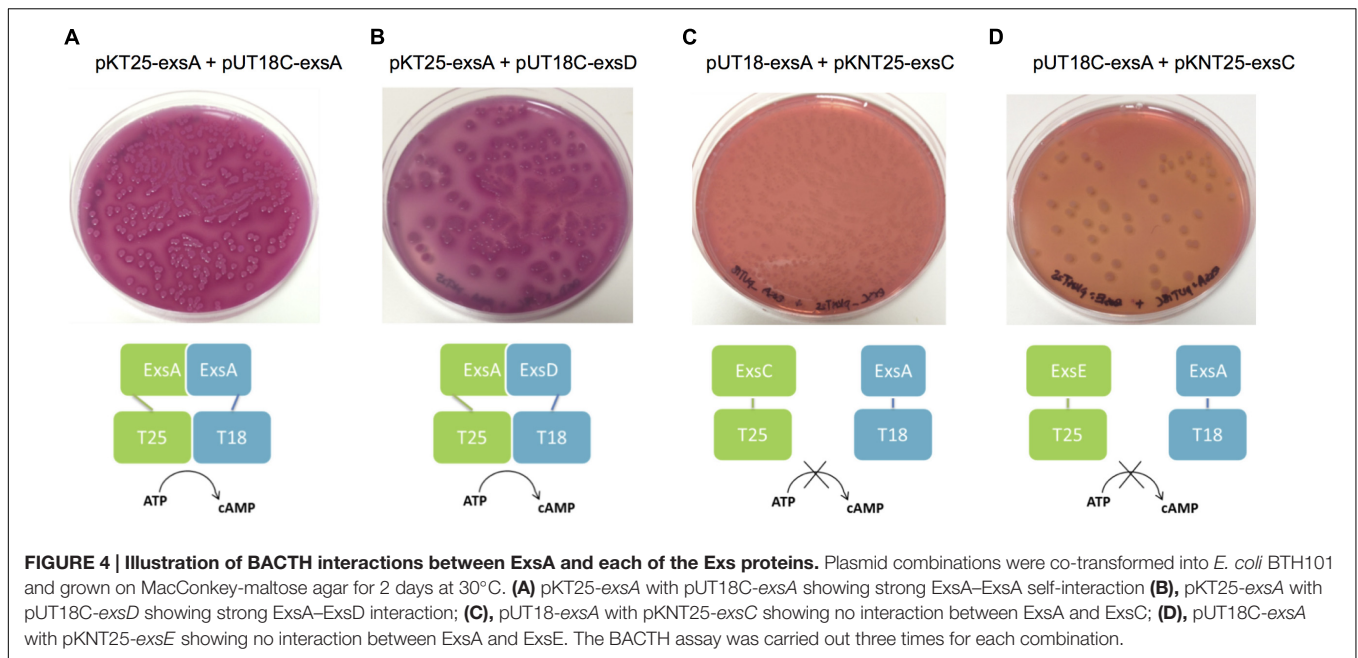 A
pKT25-exsA + pUT18C-exsA
B
pKT25-exsA + pUT18C-exsD
C
pUT18-exsA + pKNT25-exsC
D
pUT18C-exsA + pKNT25-exsC
ExsA ExsA
T25 T18
ATP cAMP
ExsA ExsD
T25 T18
ATP cAMP
ExsC ExsA
T25 T18
ATP cAMP
ExsE ExsA
T25 T18
ATP cAMP
FIGURE 4 | Illustration of BACTH interactions between ExsA and each of the Exs proteins. Plasmid combinations were co-transformed into E. coli BTH101
and grown on MacConkey-maltose agar for 2 days at 30°C. (A) pKT25-exsA with pUT18C-exsA showing strong ExsA–ExsA self-interaction (B), pKT25-exsA with
pUT18C-exsD showing strong ExsA–ExsD interaction; (C), pUT18-exsA with pKNT25-exsC showing no interaction between ExsA and ExsC; (D), pUT18C-exsA
with pKNT25-exsE showing no interaction between ExsA and ExsE. The BACTH assay was carried out three times for each combination.